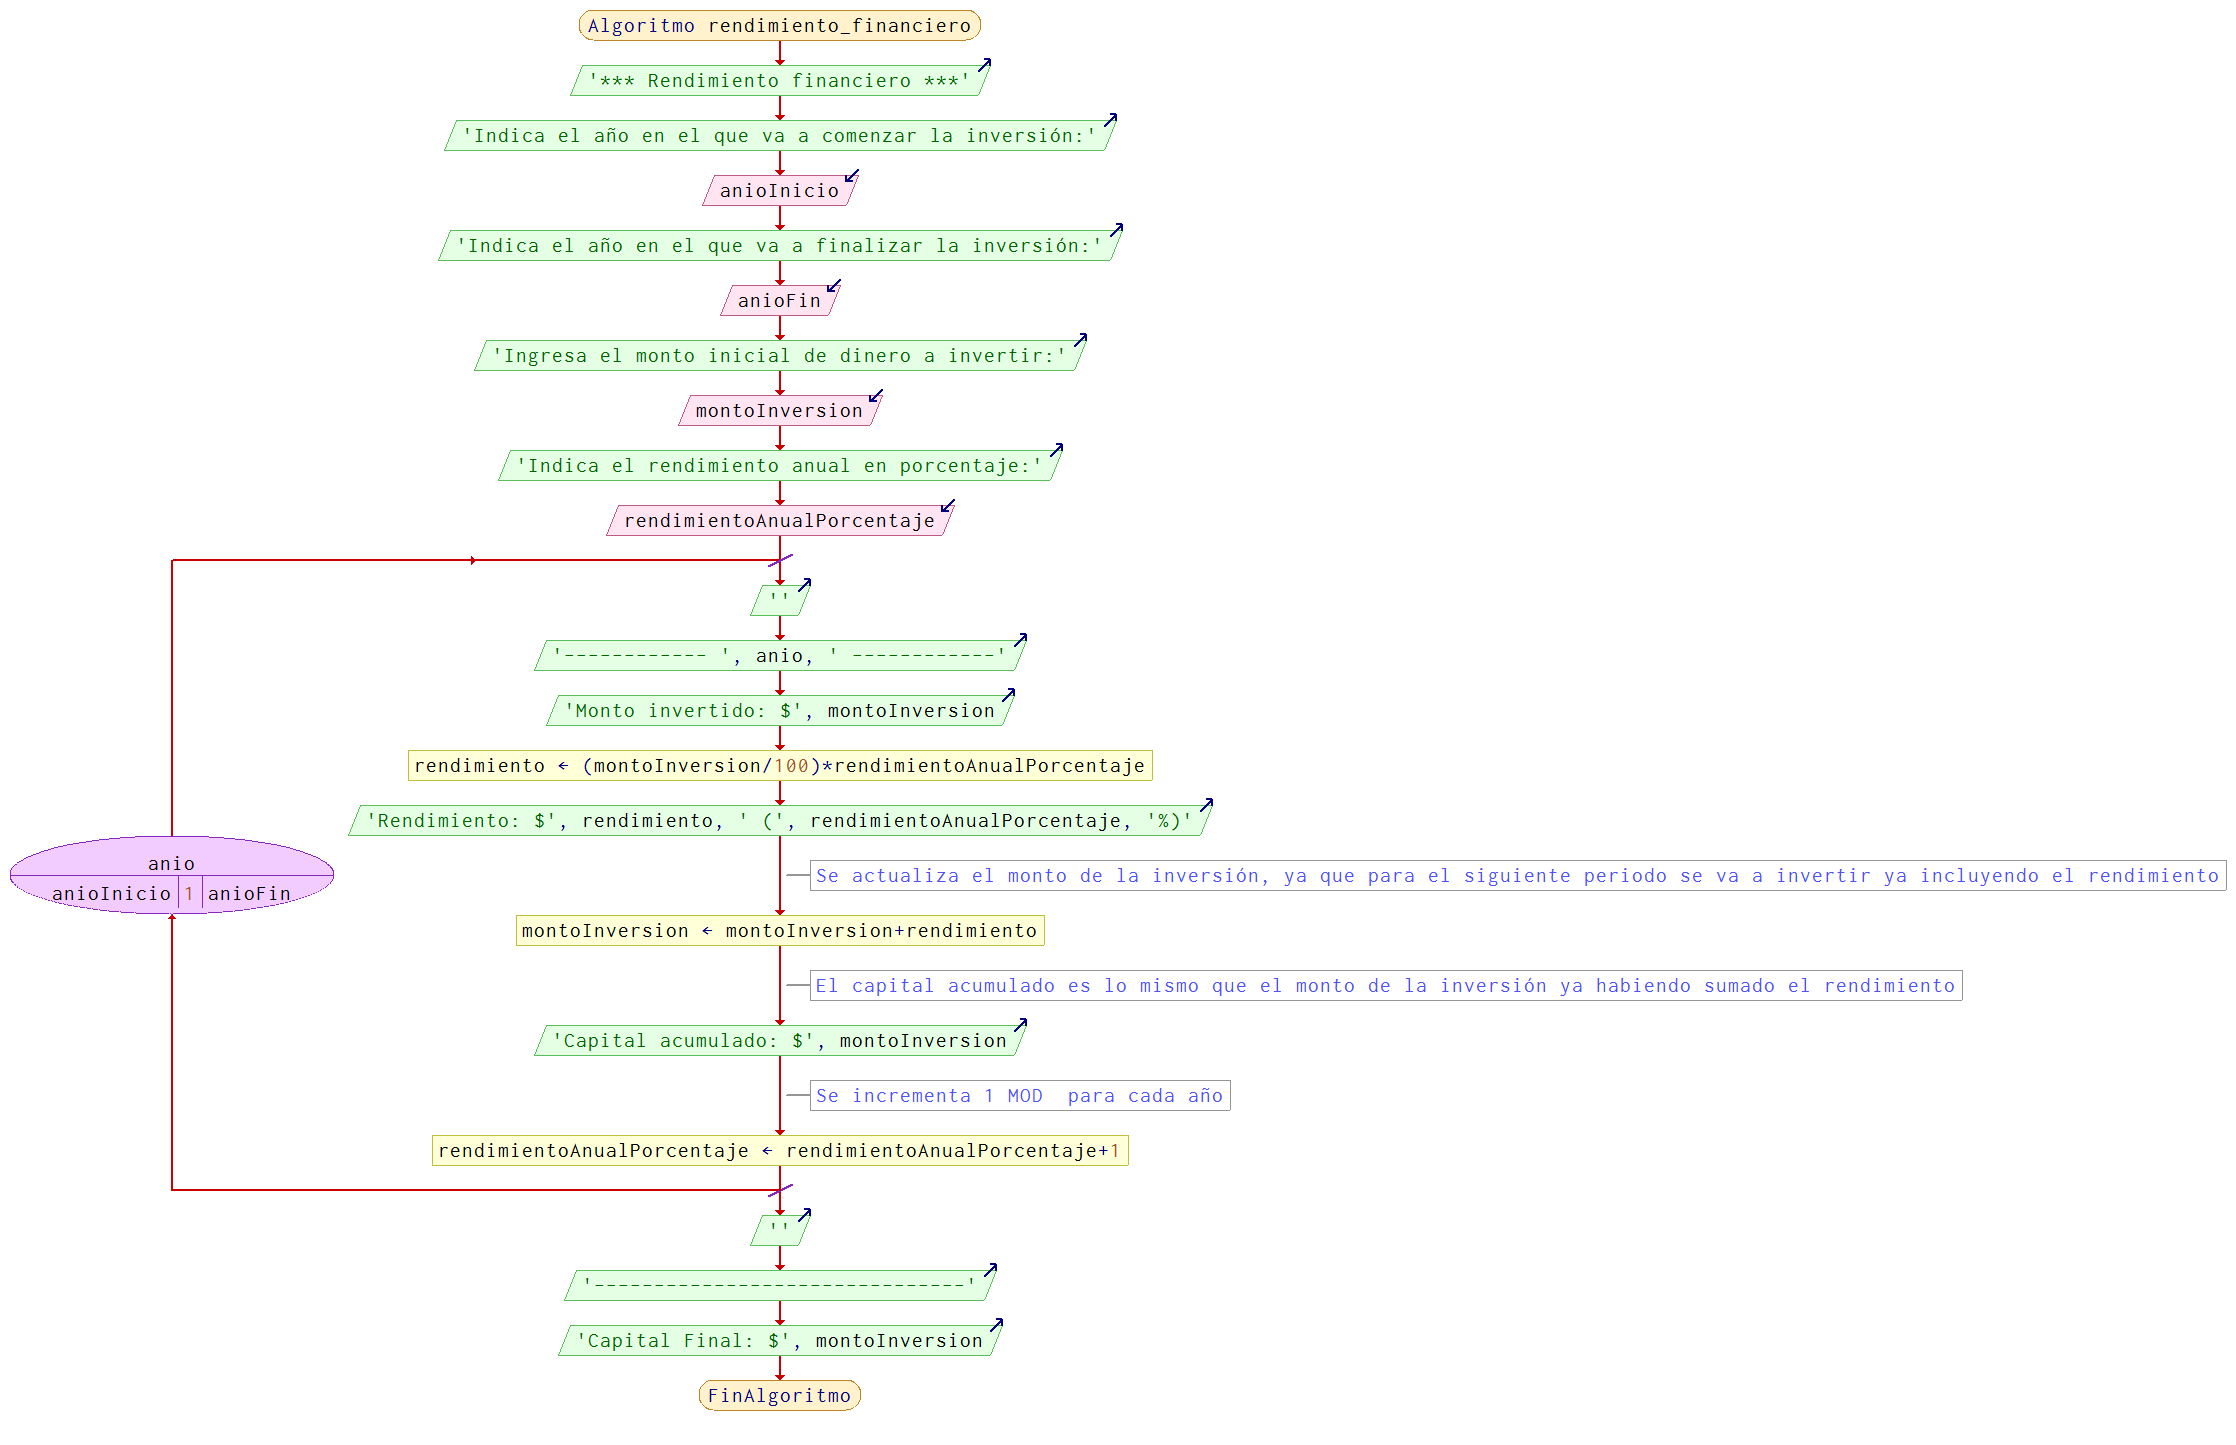 Algoritmo rendimiento_financiero
'*** Rendimiento financiero ***'
'Indica el año en el que va a comenzar la inversión:'
anioInicio
'Indica el año en el que va a finalizar la inversión:'
anioFin
'Ingresa el monto inicial de dinero a invertir:'
montoInversion
'Indica el rendimiento anual en porcentaje:'
rendimientoAnualPorcentaje
''
'------------ ', anio, ' ------------'
'Monto invertido: $', montoInversion
rendimiento ← (montoInversion/100)*rendimientoAnualPorcentaje
'Rendimiento: $', rendimiento, ' (', rendimientoAnualPorcentaje, '%)'
anio
anioInicio 1 anioFin
Se actualiza el monto de la inversión, ya que para el siguiente periodo se va a invertir ya incluyendo el rendimiento
montoInversion ← montoInversion+rendimiento
El capital acumulado es lo mismo que el monto de la inversión ya habiendo sumado el rendimiento
'Capital acumulado: $', montoInversion
Se incrementa 1 MOD  para cada año
rendimientoAnualPorcentaje ← rendimientoAnualPorcentaje+1
''
'-------------------------------'
'Capital Final: $', montoInversion
FinAlgoritmo